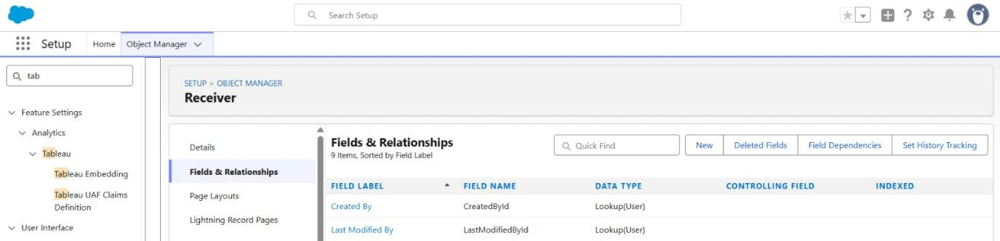 Search Setup
Setup Home Object Manager
tab
SETUP > OBJECT MANAGER
Receiver
Feature Settings
Analytics
Tableau
Tableau Embedding
Tableau UAF Claims
Definition
User Interface
Details
Fields & Relationships
Page Layouts
Lightning Record Pages
Fields & Relationships
9 Items, Sorted by Field Label
Quick Find
New Deleted Fields Field Dependencies Set History Tracking
FIELD LABEL FIELD NAME DATA TYPE CONTROLLING FIELD INDEXED
Created By CreatedById Lookup(User)
Last Modified By LastModifiedById Lookup(User)